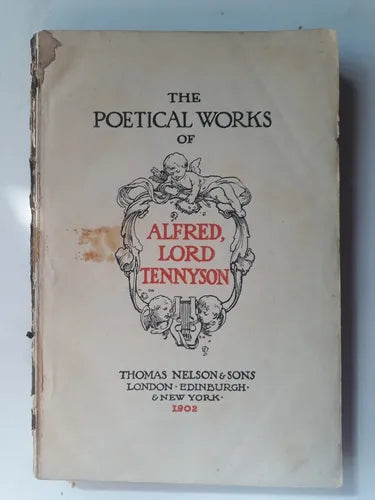 THE
POETICAL WORKS
OF
ALFRED,
LORD
TENNYSON
THOMAS NELSON & SONS
LONDON · EDINBURGH ·
& NEW YORK ·
1902